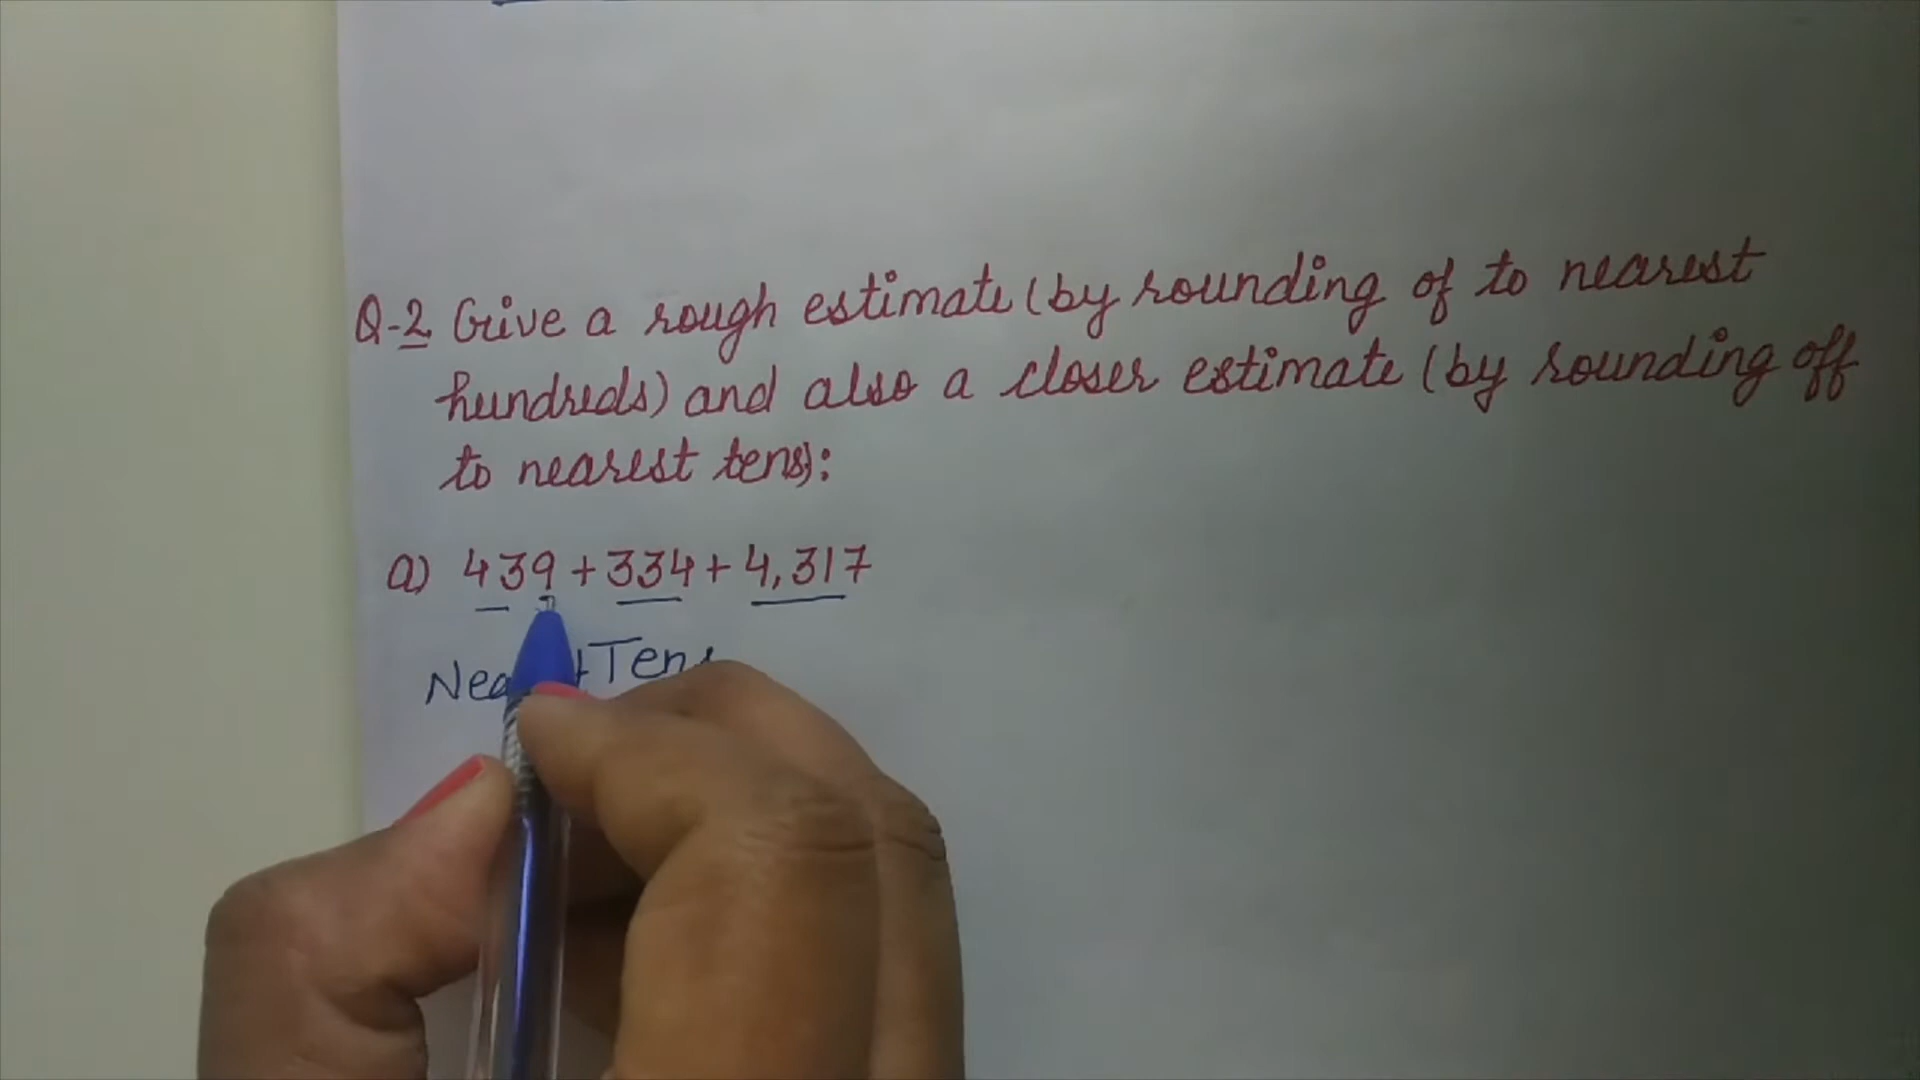 Q-2 Give a rough estimate (by rounding of to nearest
hundreds) and also a closer estimate (by rounding off
to nearest tens):
a) 439 + 334 + 4,317
Tens